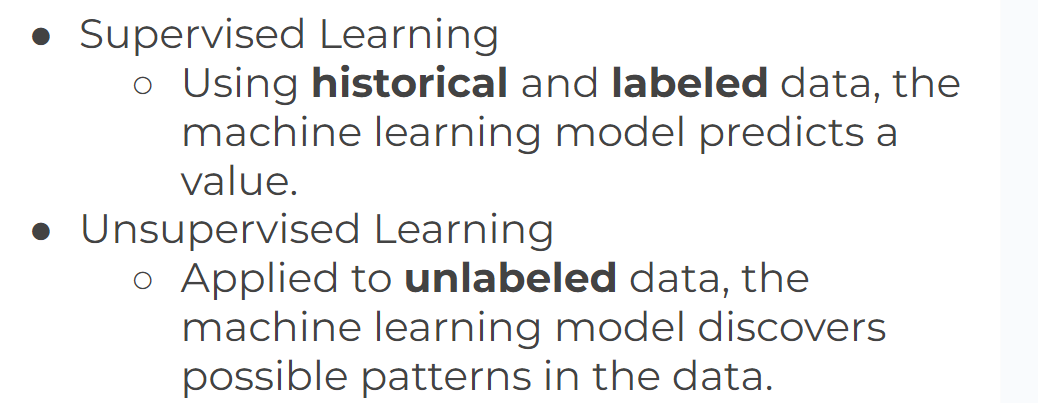 ● Supervised Learning
○ Using historical and labeled data, the
machine learning model predicts a
value.
● Unsupervised Learning
○ Applied to unlabeled data, the
machine learning model discovers
possible patterns in the data.